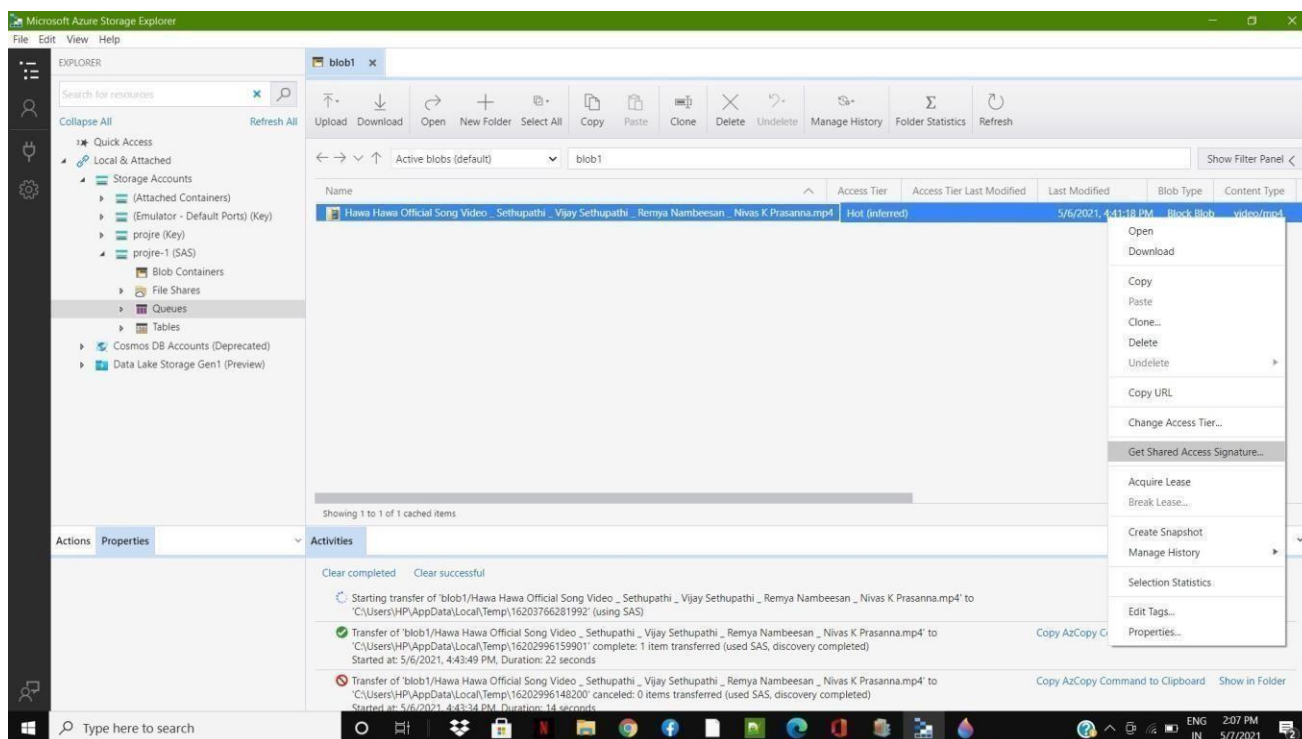 Microsoft Azure Storage Explorer
File Edit View Help
EXPLORER
Search for resources
Collapse All Refresh All
Quick Access
Local & Attached
Storage Accounts
(Attached Containers)
(Emulator - Default Ports) (Key)
projre (Key)
projre-1 (SAS)
Blob Containers
File Shares
Queues
Tables
Cosmos DB Accounts (Deprecated)
Data Lake Storage Gen1 (Preview)
Actions Properties
blob1
Upload Download Open New Folder Select All Copy Paste Clone Delete Undelete Manage History Folder Statistics Refresh
Active blobs (default) blob1 Show Filter Panel
Name Access Tier Access Tier Last Modified Last Modified Blob Type Content Type
Hawa Hawa Official Song Video _ Sethupathi _ Vijay Sethupathi _ Remya Nambeesan _ Nivas K Prasanna.mp4 Hot (inferred) 5/6/2021, 4:41:18 PM Block Blob video/mp4
Open
Download
Copy
Paste
Clone...
Delete
Undelete
Copy URL
Change Access Tier...
Get Shared Access Signature...
Acquire Lease
Break Lease...
Create Snapshot
Manage History
Selection Statistics
Edit Tags...
Properties...
Showing 1 to 1 of 1 cached items
Activities
Clear completed Clear successful
Starting transfer of 'blob1/Hawa Hawa Official Song Video _ Sethupathi _ Vijay Sethupathi _ Remya Nambeesan _ Nivas K Prasanna.mp4' to
'C:\Users\HP\AppData\Local\Temp\16203766281992' (using SAS)
Transfer of 'blob1/Hawa Hawa Official Song Video _ Sethupathi _ Vijay Sethupathi _ Remya Nambeesan _ Nivas K Prasanna.mp4' to Copy AzCopy
'C:\Users\HP\AppData\Local\Temp\16202996159901' complete: 1 item transferred (used SAS, discovery completed)
Started at: 5/6/2021, 4:43:49 PM, Duration: 22 seconds
Transfer of 'blob1/Hawa Hawa Official Song Video _ Sethupathi _ Vijay Sethupathi _ Remya Nambeesan _ Nivas K Prasanna.mp4' to Copy AzCopy Command to Clipboard Show in Folder
'C:\Users\HP\AppData\Local\Temp\16202996148200' canceled: 0 items transferred (used SAS, discovery completed)
Started at: 5/6/2021, 4:43:34 PM, Duration: 14 seconds
Type here to search
ENG 2:07 PM
IN 5/7/2021